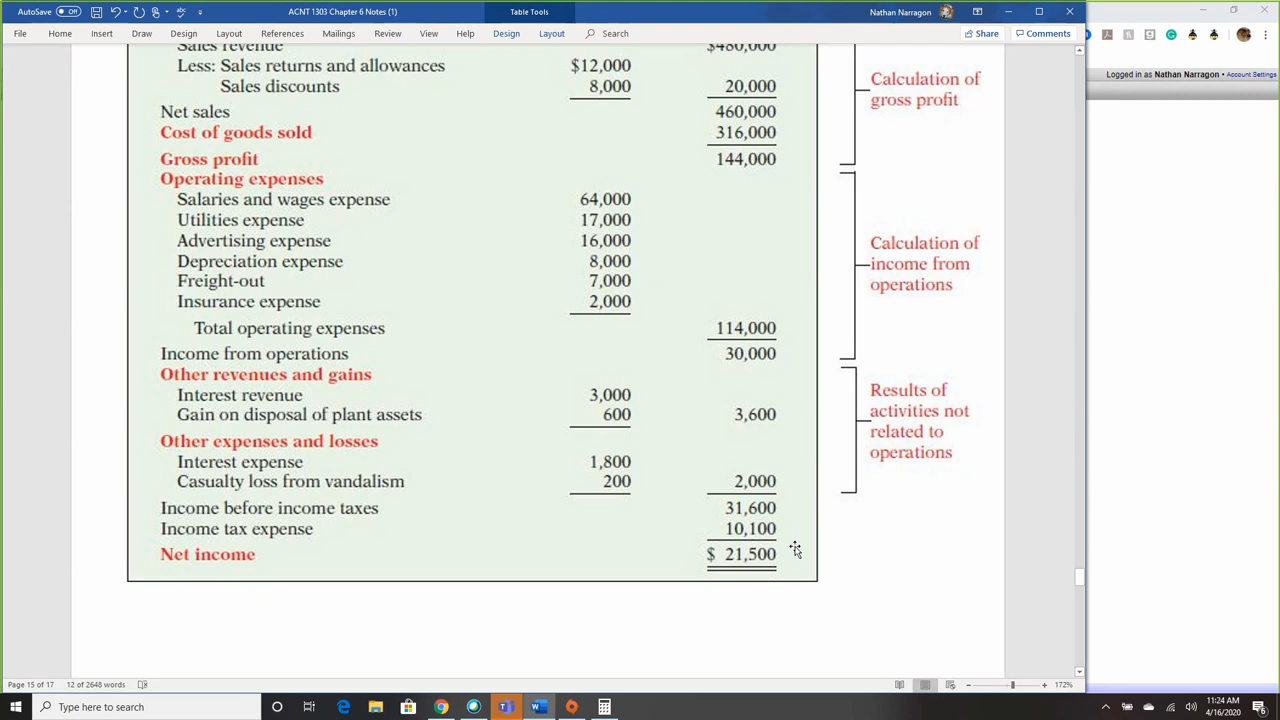 AutoSave Off ACNT 1303 Chapter 6 Notes (1) Table Tools Nathan Narragon
File Home Insert Draw Design Layout References Mailings Review View Help Design Layout Search Share Comments
Logged in as Nathan Narragon - Account Settings
Sales revenue $480,000
Less: Sales returns and allowances $12,000
Sales discounts 8,000 20,000
Net sales 460,000
Cost of goods sold 316,000
Gross profit 144,000
Calculation of
gross profit
Operating expenses
Salaries and wages expense 64,000
Utilities expense 17,000
Advertising expense 16,000
Depreciation expense 8,000
Freight-out 7,000
Insurance expense 2,000
Total operating expenses 114,000
Income from operations 30,000
Calculation of
income from
operations
Other revenues and gains
Interest revenue 3,000
Gain on disposal of plant assets 600 3,600
Other expenses and losses
Interest expense 1,800
Casualty loss from vandalism 200 2,000
Results of
activities not
related to
operations
Income before income taxes 31,600
Income tax expense 10,100
Net income $ 21,500
Page 15 of 17 12 of 2648 words 172%
Type here to search
11:24 AM
4/16/2020